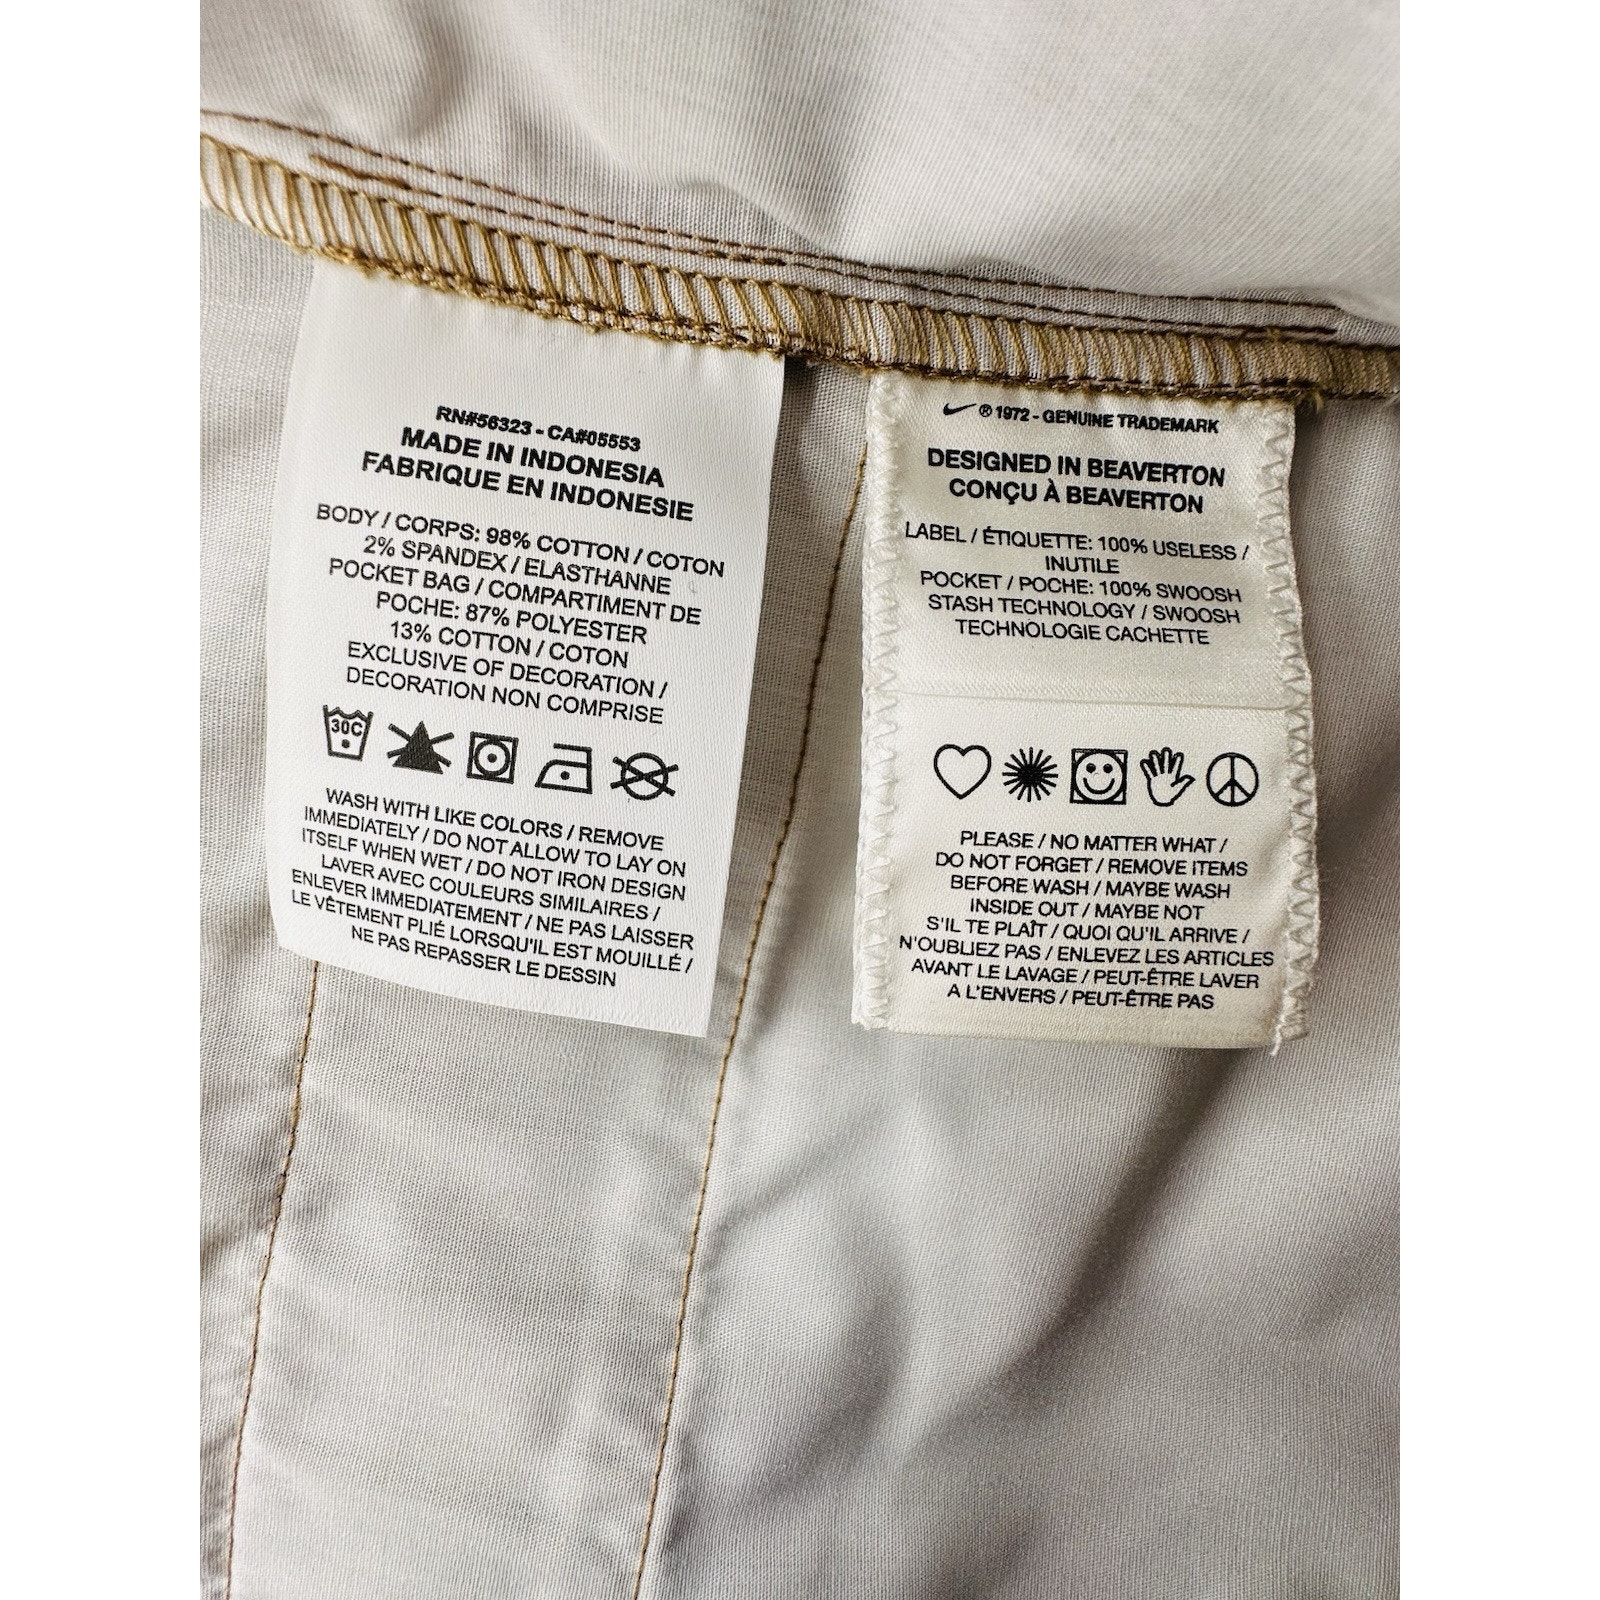 RN#56323 - CA#05553
MADE IN INDONESIA
FABRIQUE EN INDONESIE
BODY / CORPS: 98% COTTON / COTON
2% SPANDEX / ELASTHANNE
POCKET BAG / COMPARTIMENT DE
POCHE: 87% POLYESTER
13% COTTON / COTON
EXCLUSIVE OF DECORATION /
DECORATION NON COMPRISE
30C
WASH WITH LIKE COLORS / REMOVE
IMMEDIATELY / DO NOT ALLOW TO LAY ON
ITSELF WHEN WET / DO NOT IRON DESIGN
LAVER AVEC COULEURS SIMILAIRES /
ENLEVER IMMEDIATEMENT / NE PAS LAISSER
LE VÊTEMENT PLIÉ LORSQU'IL EST MOUILLÉ /
NE PAS REPASSER LE DESSIN
® 1972 - GENUINE TRADEMARK
DESIGNED IN BEAVERTON
CONÇU À BEAVERTON
LABEL / ÉTIQUETTE: 100% USELESS /
INUTILE
POCKET / POCHE: 100% SWOOSH
STASH TECHNOLOGY / SWOOSH
TECHNOLOGIE CACHETTE
PLEASE / NO MATTER WHAT /
DO NOT FORGET / REMOVE ITEMS
BEFORE WASH / MAYBE WASH
INSIDE OUT / MAYBE NOT
S'IL TE PLAÎT / QUOI QU'IL ARRIVE /
N'OUBLIEZ PAS / ENLEVEZ LES ARTICLES
AVANT LE LAVAGE / PEUT-ÊTRE LAVER
A L'ENVERS / PEUT-ÊTRE PAS